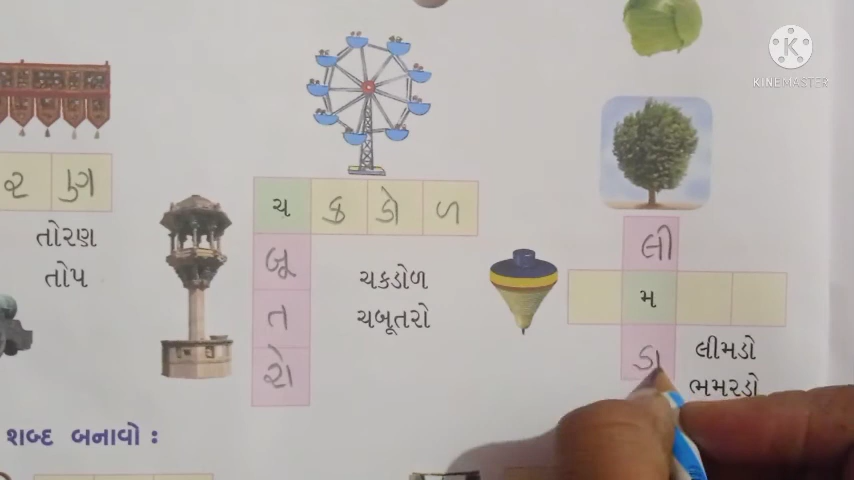 KINEMASTER
ર ણ
તોરણ
તોપ
ચ ક ડો ળ
બૂ
ત
રો
ચકડોળ
ચબૂતરો
લી
મ
ડા
લીમડો
ભમરડો
શબ્દ બનાવો :